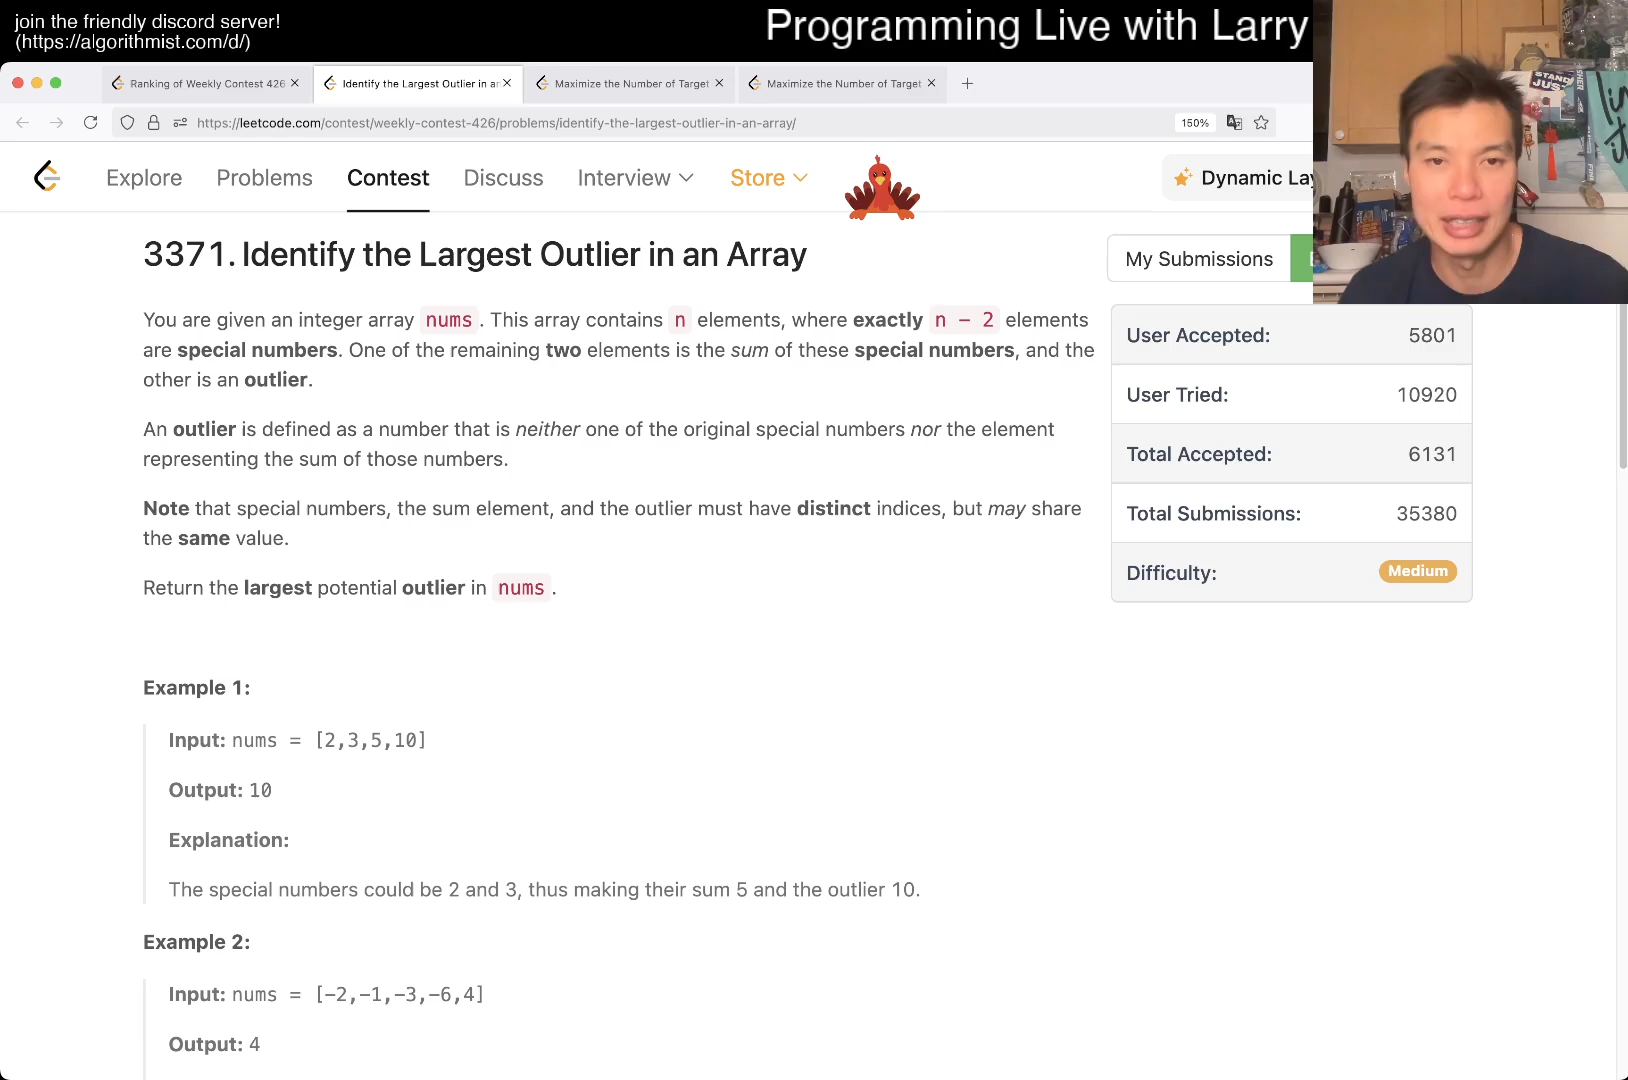 join the friendly discord server!
(https://algorithmist.com/d/)
Programming Live with Larry
Ranking of Weekly Contest 426
Identify the Largest Outlier in an
Maximize the Number of Target
Maximize the Number of Target
https://leetcode.com/contest/weekly-contest-426/problems/identify-the-largest-outlier-in-an-array/
150%
Explore
Problems
Contest
Discuss
Interview
Store
Dynamic Lay
3371. Identify the Largest Outlier in an Array
My Submissions
You are given an integer array nums. This array contains n elements, where exactly n - 2 elements
are special numbers. One of the remaining two elements is the sum of these special numbers, and the
other is an outlier.
An outlier is defined as a number that is neither one of the original special numbers nor the element
representing the sum of those numbers.
Note that special numbers, the sum element, and the outlier must have distinct indices, but may share
the same value.
Return the largest potential outlier in nums.
User Accepted: 5801
User Tried: 10920
Total Accepted: 6131
Total Submissions: 35380
Difficulty: Medium
Example 1:
Input: nums = [2,3,5,10]
Output: 10
Explanation:
The special numbers could be 2 and 3, thus making their sum 5 and the outlier 10.
Example 2:
Input: nums = [-2,-1,-3,-6,4]
Output: 4